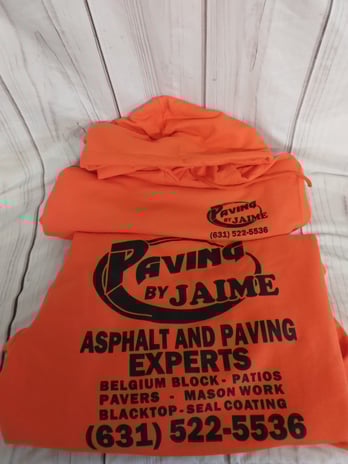 PAVING
BY JAIME
(631) 522-5536
PAVING
BY JAIME
ASPHALT AND PAVING
EXPERTS
BELGIUM BLOCK - PATIOS
PAVERS - MASON WORK
BLACKTOP - SEAL COATING
(631) 522-5536